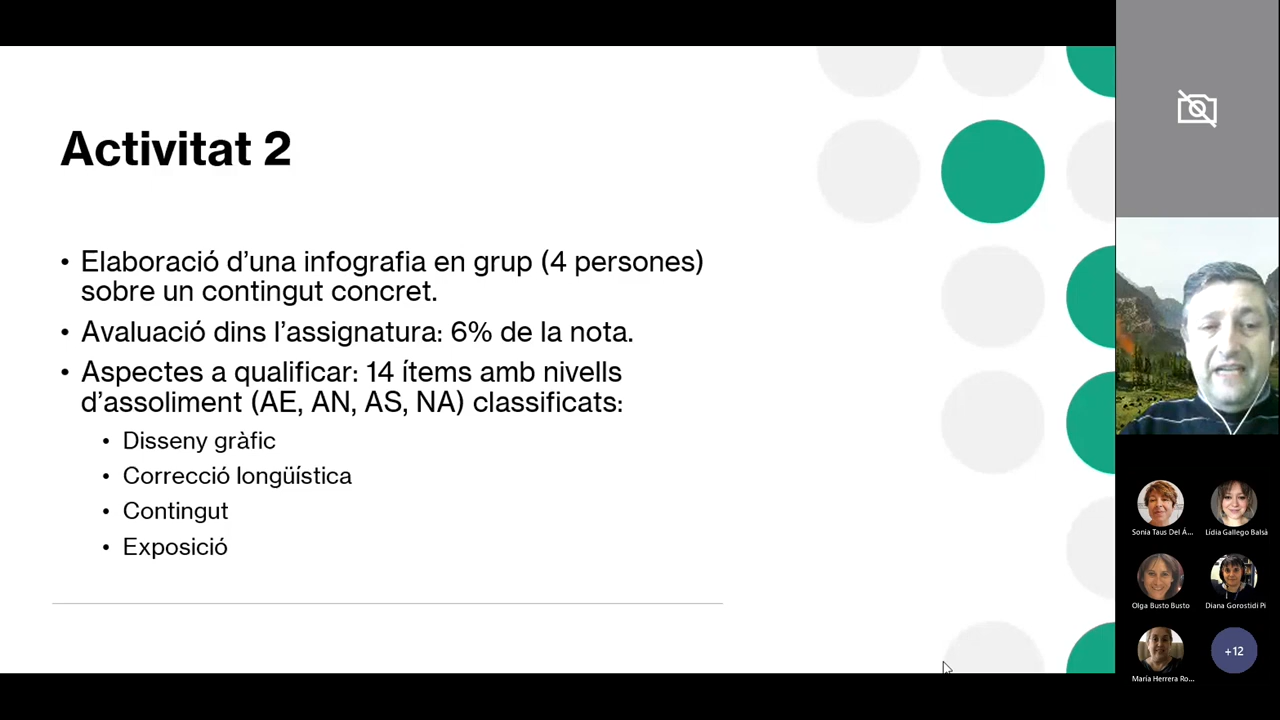 Activitat 2
• Elaboració d’una infografia en grup (4 persones)
sobre un contingut concret.
• Avaluació dins l’assignatura: 6% de la nota.
• Aspectes a qualificar: 14 ítems amb nivells
d’assoliment (AE, AN, AS, NA) classificats:
• Disseny gràfic
• Correcció longüística
• Contingut
• Exposició
Sonia Taus Del Á...
Lídia Gallego Balsà
Olga Busto Busto
Diana Gorostidi Pi
María Herrera Ro...
+12